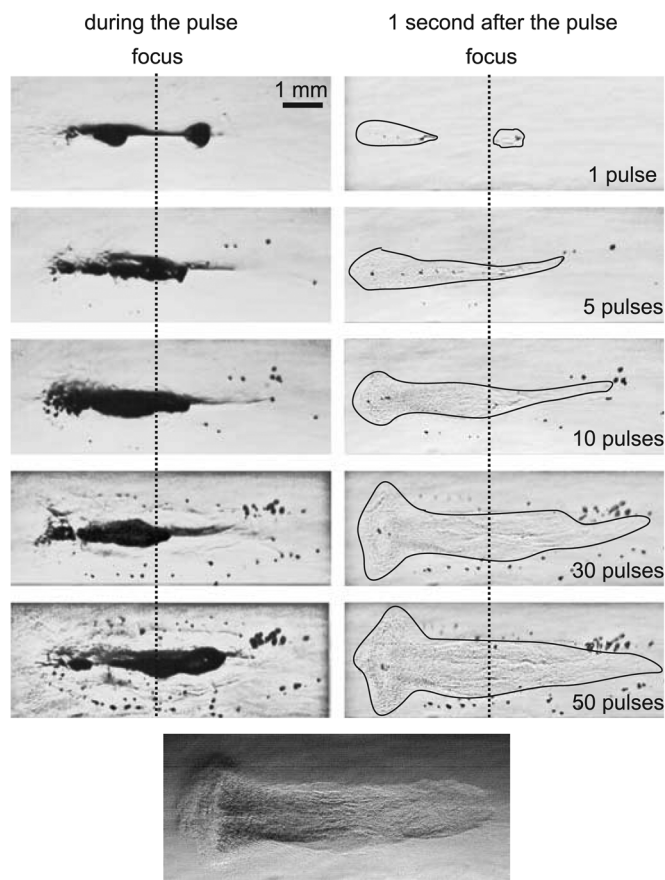 during the pulse
1 second after the pulse
focus
focus
1 mm
1 pulse
5 pulses
10 pulses
30 pulses
50 pulses